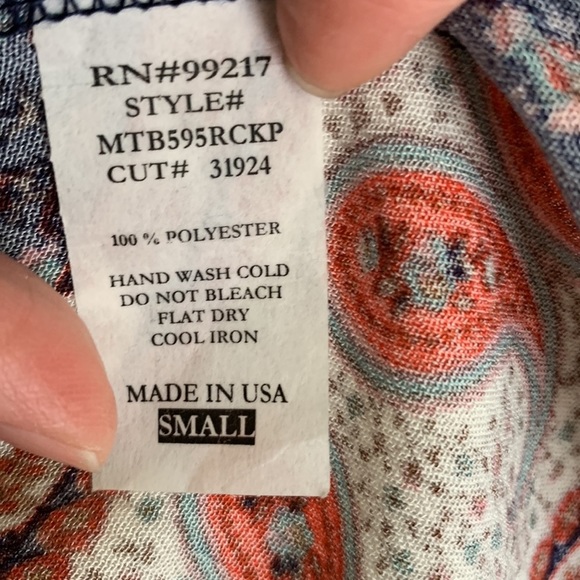 RN#99217
STYLE#
MTB595RCKP
CUT# 31924
100 % POLYESTER
HAND WASH COLD
DO NOT BLEACH
FLAT DRY
COOL IRON
MADE IN USA
SMALL